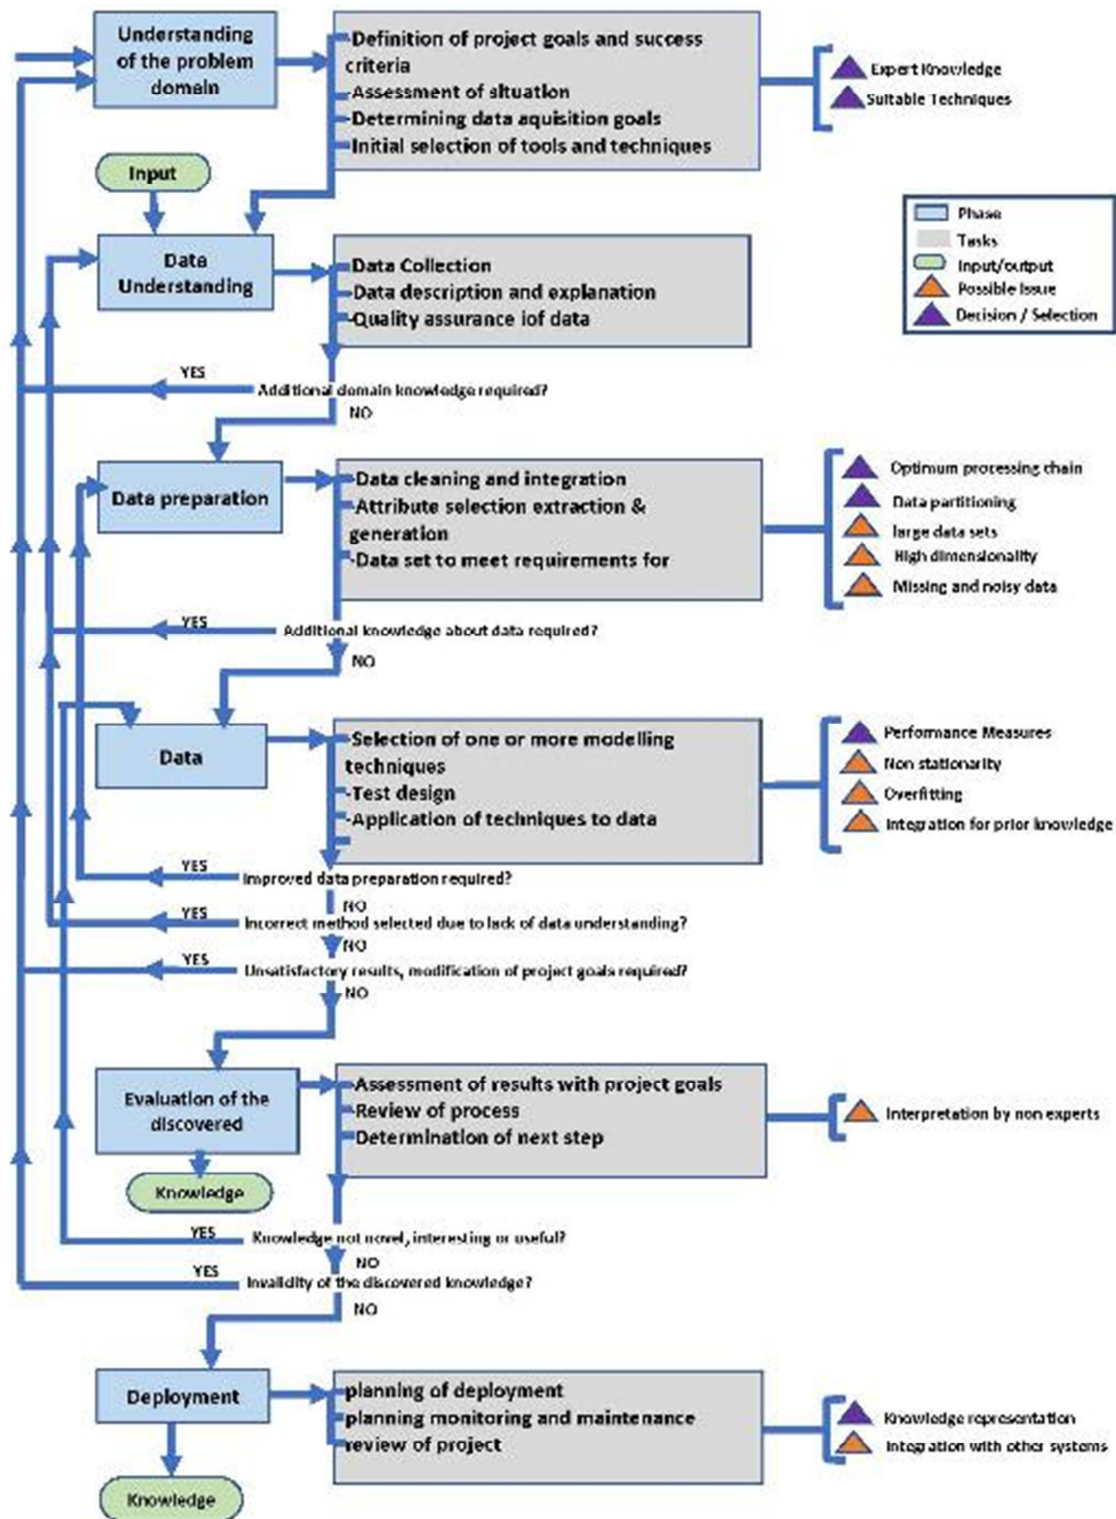 Understanding
of the problem
domain
-Definition of project goals and success
criteria
-Assessment of situation
-Determining data aquisition goals
-Initial selection of tools and techniques
Expert Knowledge
Suitable Techniques
Input
Phase
Tasks
Input/output
Possible Issue
Decision / Selection
Data
Understanding
-Data Collection
-Data description and explanation
-Quality assurance iof data
YES
Additional domain knowledge required?
NO
Data preparation
-Data cleaning and integration
-Attribute selection extraction &
generation
-Data set to meet requirements for
Optimum processing chain
Data partitioning
large data sets
High dimensionality
Missing and noisy data
YES
Additional knowledge about data required?
NO
Data
-Selection of one or more modelling
techniques
-Test design
-Application of techniques to data
-
Performance Measures
Non stationarity
Overfitting
Integration for prior knowledge
YES
Improved data preparation required?
NO
YES
Incorrect method selected due to lack of data understanding?
NO
YES
Unsatisfactory results, modification of project goals required?
NO
Evaluation of the
discovered
-Assessment of results with project goals
-Review of process
-Determination of next step
Interpretation by non experts
Knowledge
YES
Knowledge not novel, interesting or useful?
NO
YES
Invalidity of the discovered knowledge?
NO
Deployment
planning of deployment
planning monitoring and maintenance
review of project
Knowledge representation
Integration with other systems
Knowledge